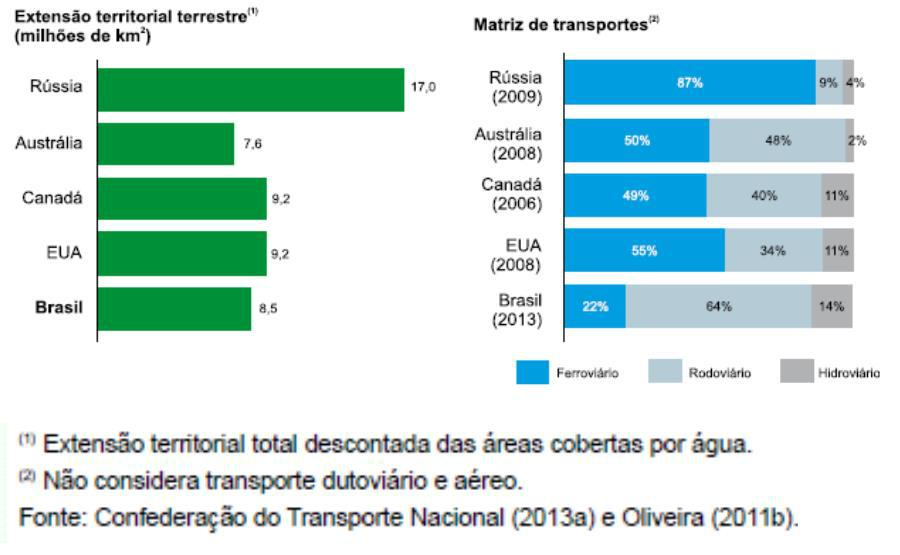 Extensão territorial terrestre(1)
(milhões de km²)
Rússia
17,0
Austrália
7,6
Canadá
9,2
EUA
9,2
Brasil
8,5
Matriz de transportes(2)
Rússia
(2009)
87%
9%
4%
Austrália
(2008)
50%
48%
2%
Canadá
(2006)
49%
40%
11%
EUA
(2008)
55%
34%
11%
Brasil
(2013)
22%
64%
14%
Ferroviário
Rodoviário
Hidroviário
(1) Extensão territorial total descontada das áreas cobertas por água.
(2) Não considera transporte dutoviário e aéreo.
Fonte: Confederação do Transporte Nacional (2013a) e Oliveira (2011b).